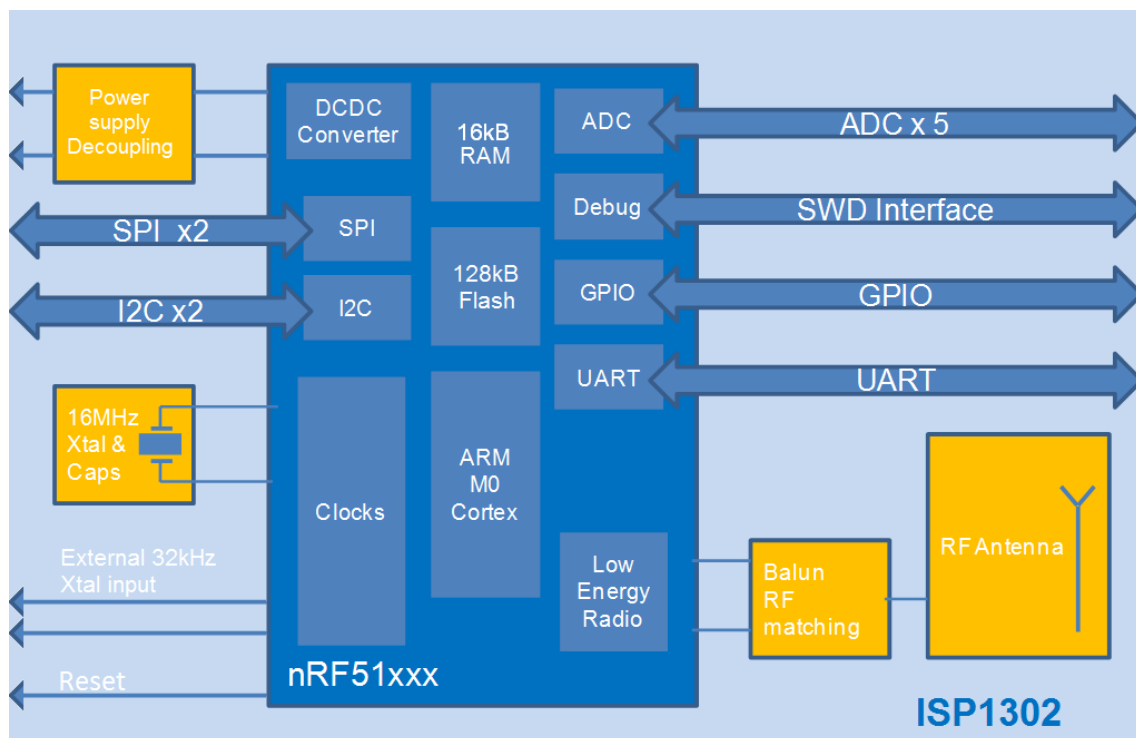 Power
supply
Decoupling
DCDC
Converter
16kB
RAM
ADC
ADC x 5
Debug
SWD Interface
SPI x2
SPI
128kB
Flash
GPIO
GPIO
I2C x2
I2C
UART
UART
16MHz
Xtal &
Caps
Clocks
ARM
M0
Cortex
External 32kHz
Xtal input
Low
Energy
Radio
Balun
RF
matching
RF Antenna
Reset
nRF51xxx
ISP1302